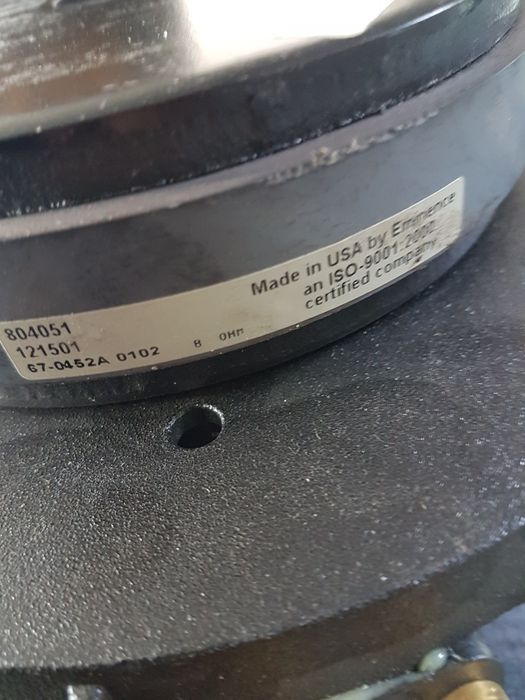 804051
121501
67-0452A 0102 8 OHM
Made in USA by Eminence
an ISO-9001:2000
certified company